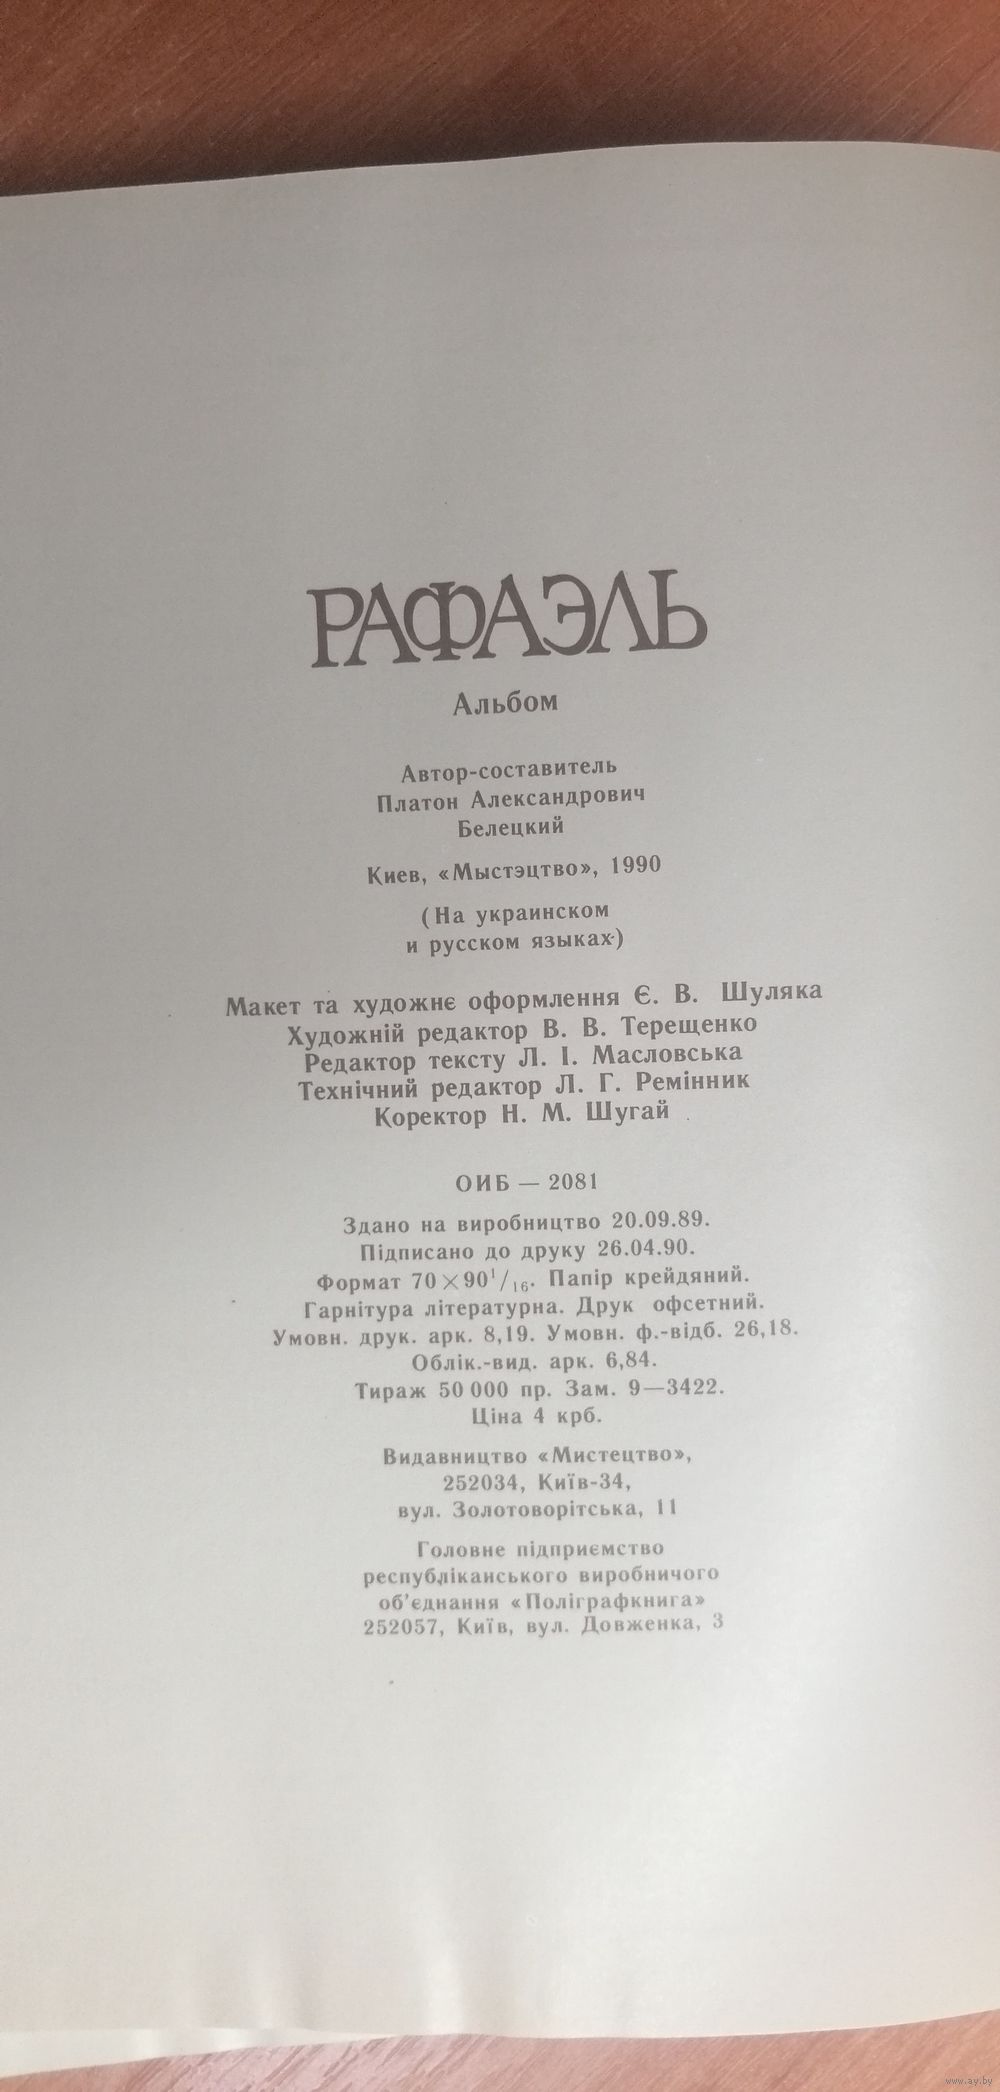 РАФАЭЛЬ
Альбом
Автор-составитель
Платон Александрович
Белецкий
Киев, «Мыстэцтво», 1990
(На украинском
и русском языках)
Макет та художнє оформлення Є. В. Шуляка
Художній редактор В. В. Терещенко
Редактор тексту Л. І. Масловська
Технічний редактор Л. Г. Ремінник
Коректор Н. М. Шугай
ОИБ — 2081
Здано на виробництво 20.09.89.
Підписано до друку 26.04.90.
Формат 70×90¹/₁₆. Папір крейдяний.
Гарнітура літературна. Друк офсетний.
Умовн. друк. арк. 8,19. Умовн. ф.-відб. 26,18.
Облік.-вид. арк. 6,84.
Тираж 50 000 пр. Зам. 9—3422.
Ціна 4 крб.
Видавництво «Мистецтво»,
252034, Київ-34,
вул. Золотоворітська, 11
Головне підприємство
республіканського виробничого
об’єднання «Поліграфкнига»
252057, Київ, вул. Довженка, 3
www.ay.by